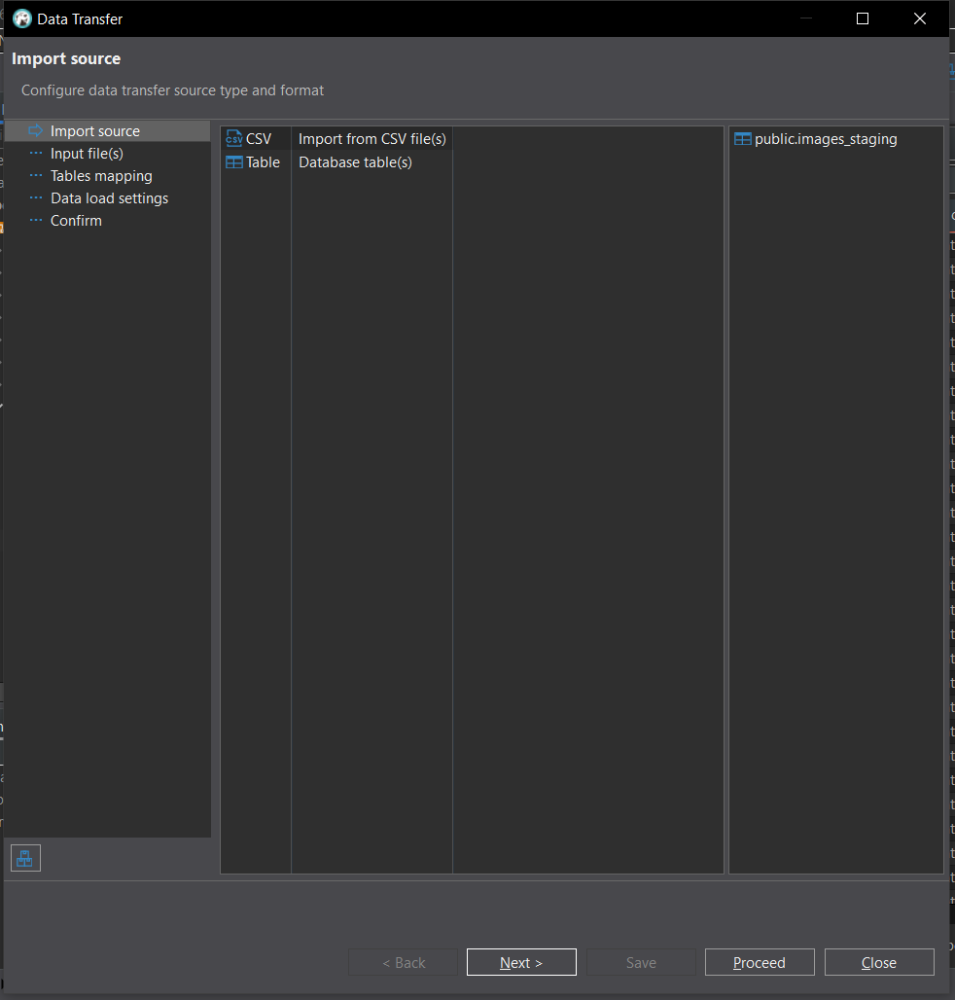 Data Transfer
Import source
Configure data transfer source type and format
Import source
Input file(s)
Tables mapping
Data load settings
Confirm
CSV Import from CSV file(s)
Table Database table(s)
public.images_staging
< Back Next > Save Proceed Close